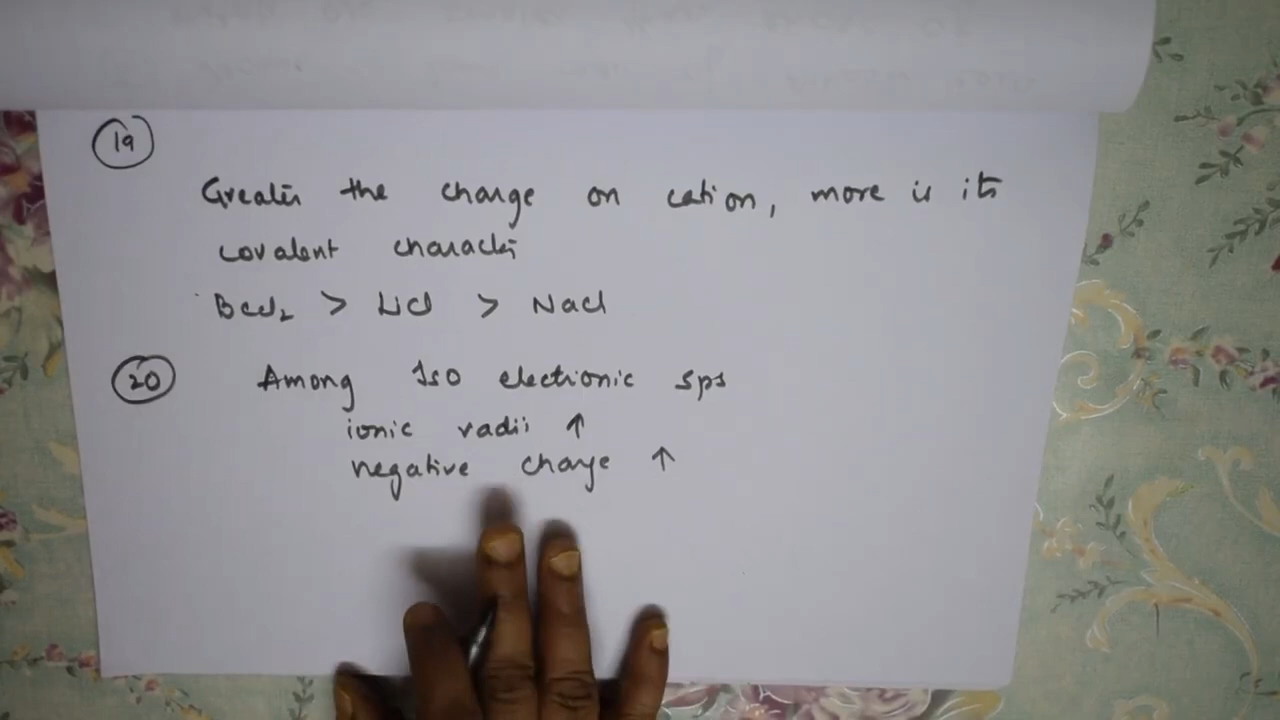 19
Greater the charge on cation, more is its
covalent character
BeCl2 > LiCl > NaCl
20
Among Iso electronic sps
ionic radii ↑
negative charge ↑